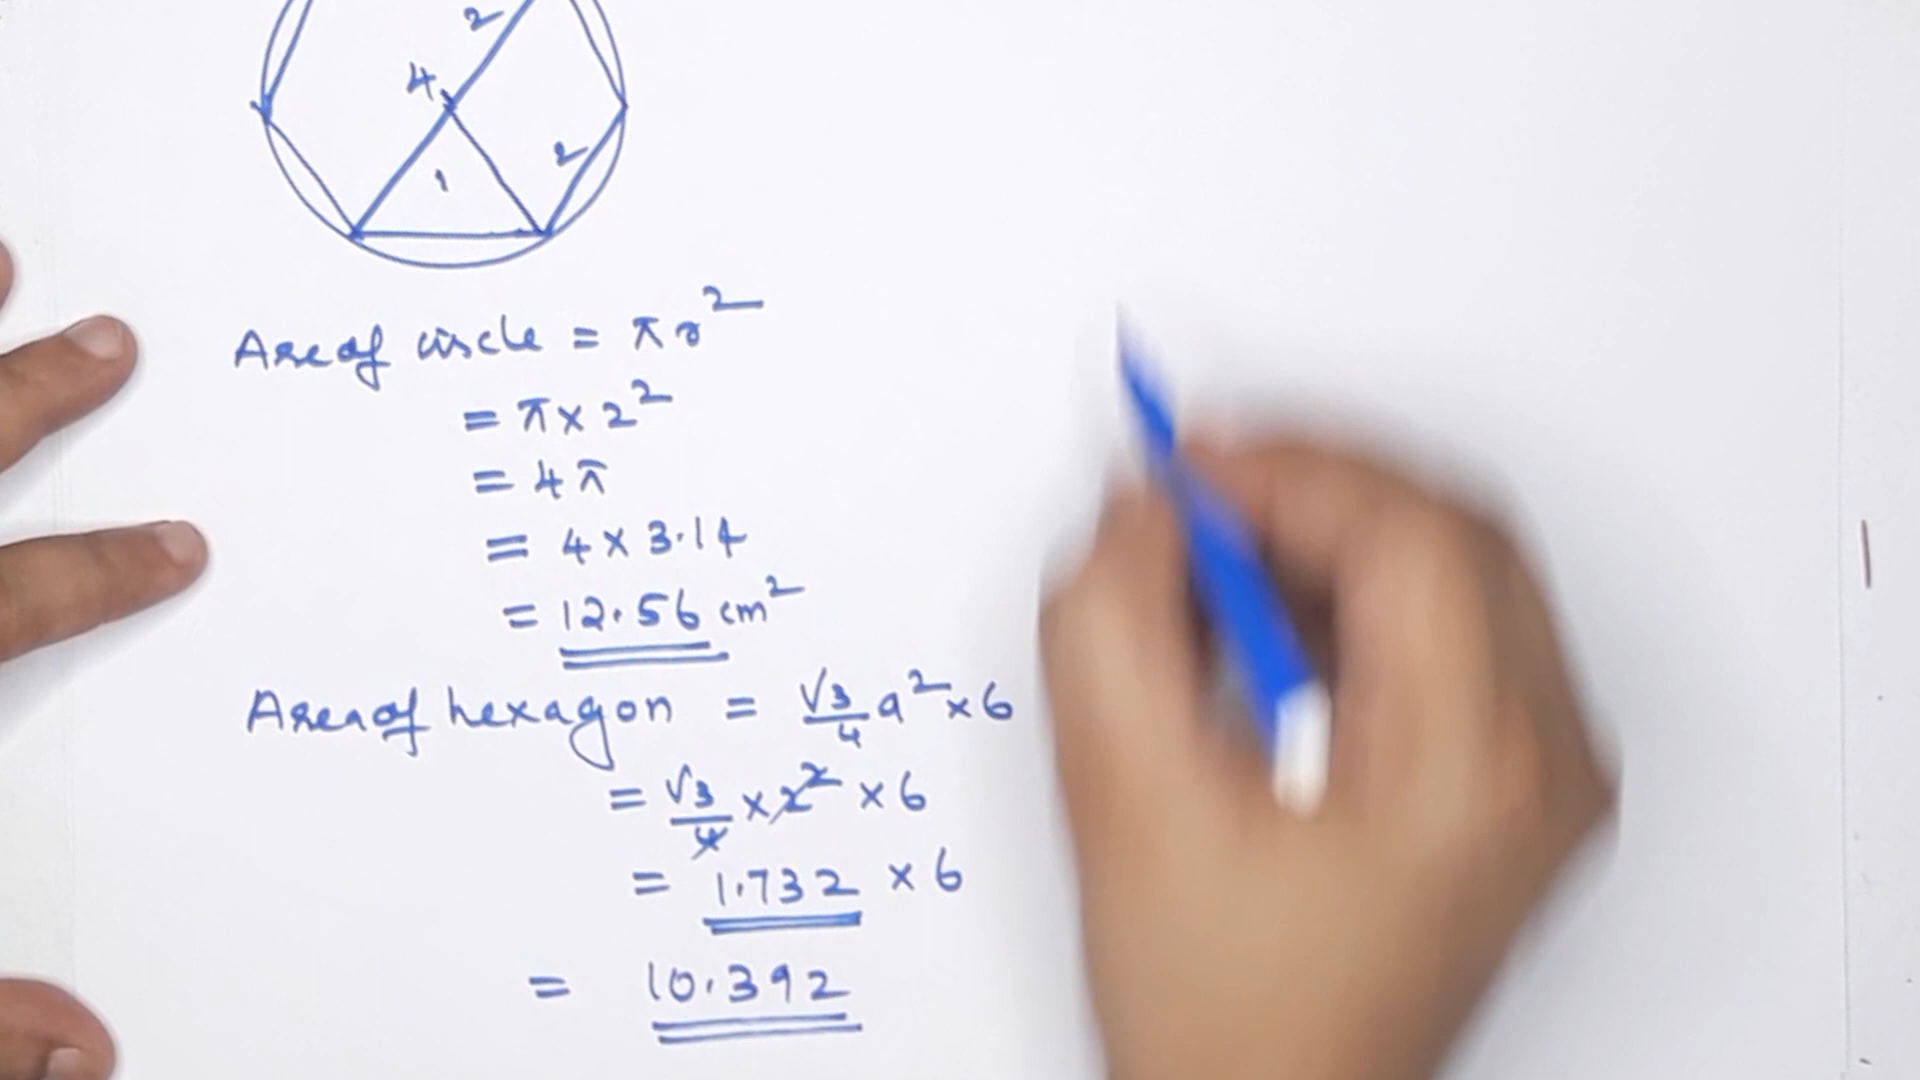 2
4
2
1
Area of circle = πr²
= π × 2²
= 4π
= 4 × 3.14
= 12.56 cm²
Area of hexagon = √3/4 a² × 6
= √3/4 × 2² × 6
= 1.732 × 6
= 10.392